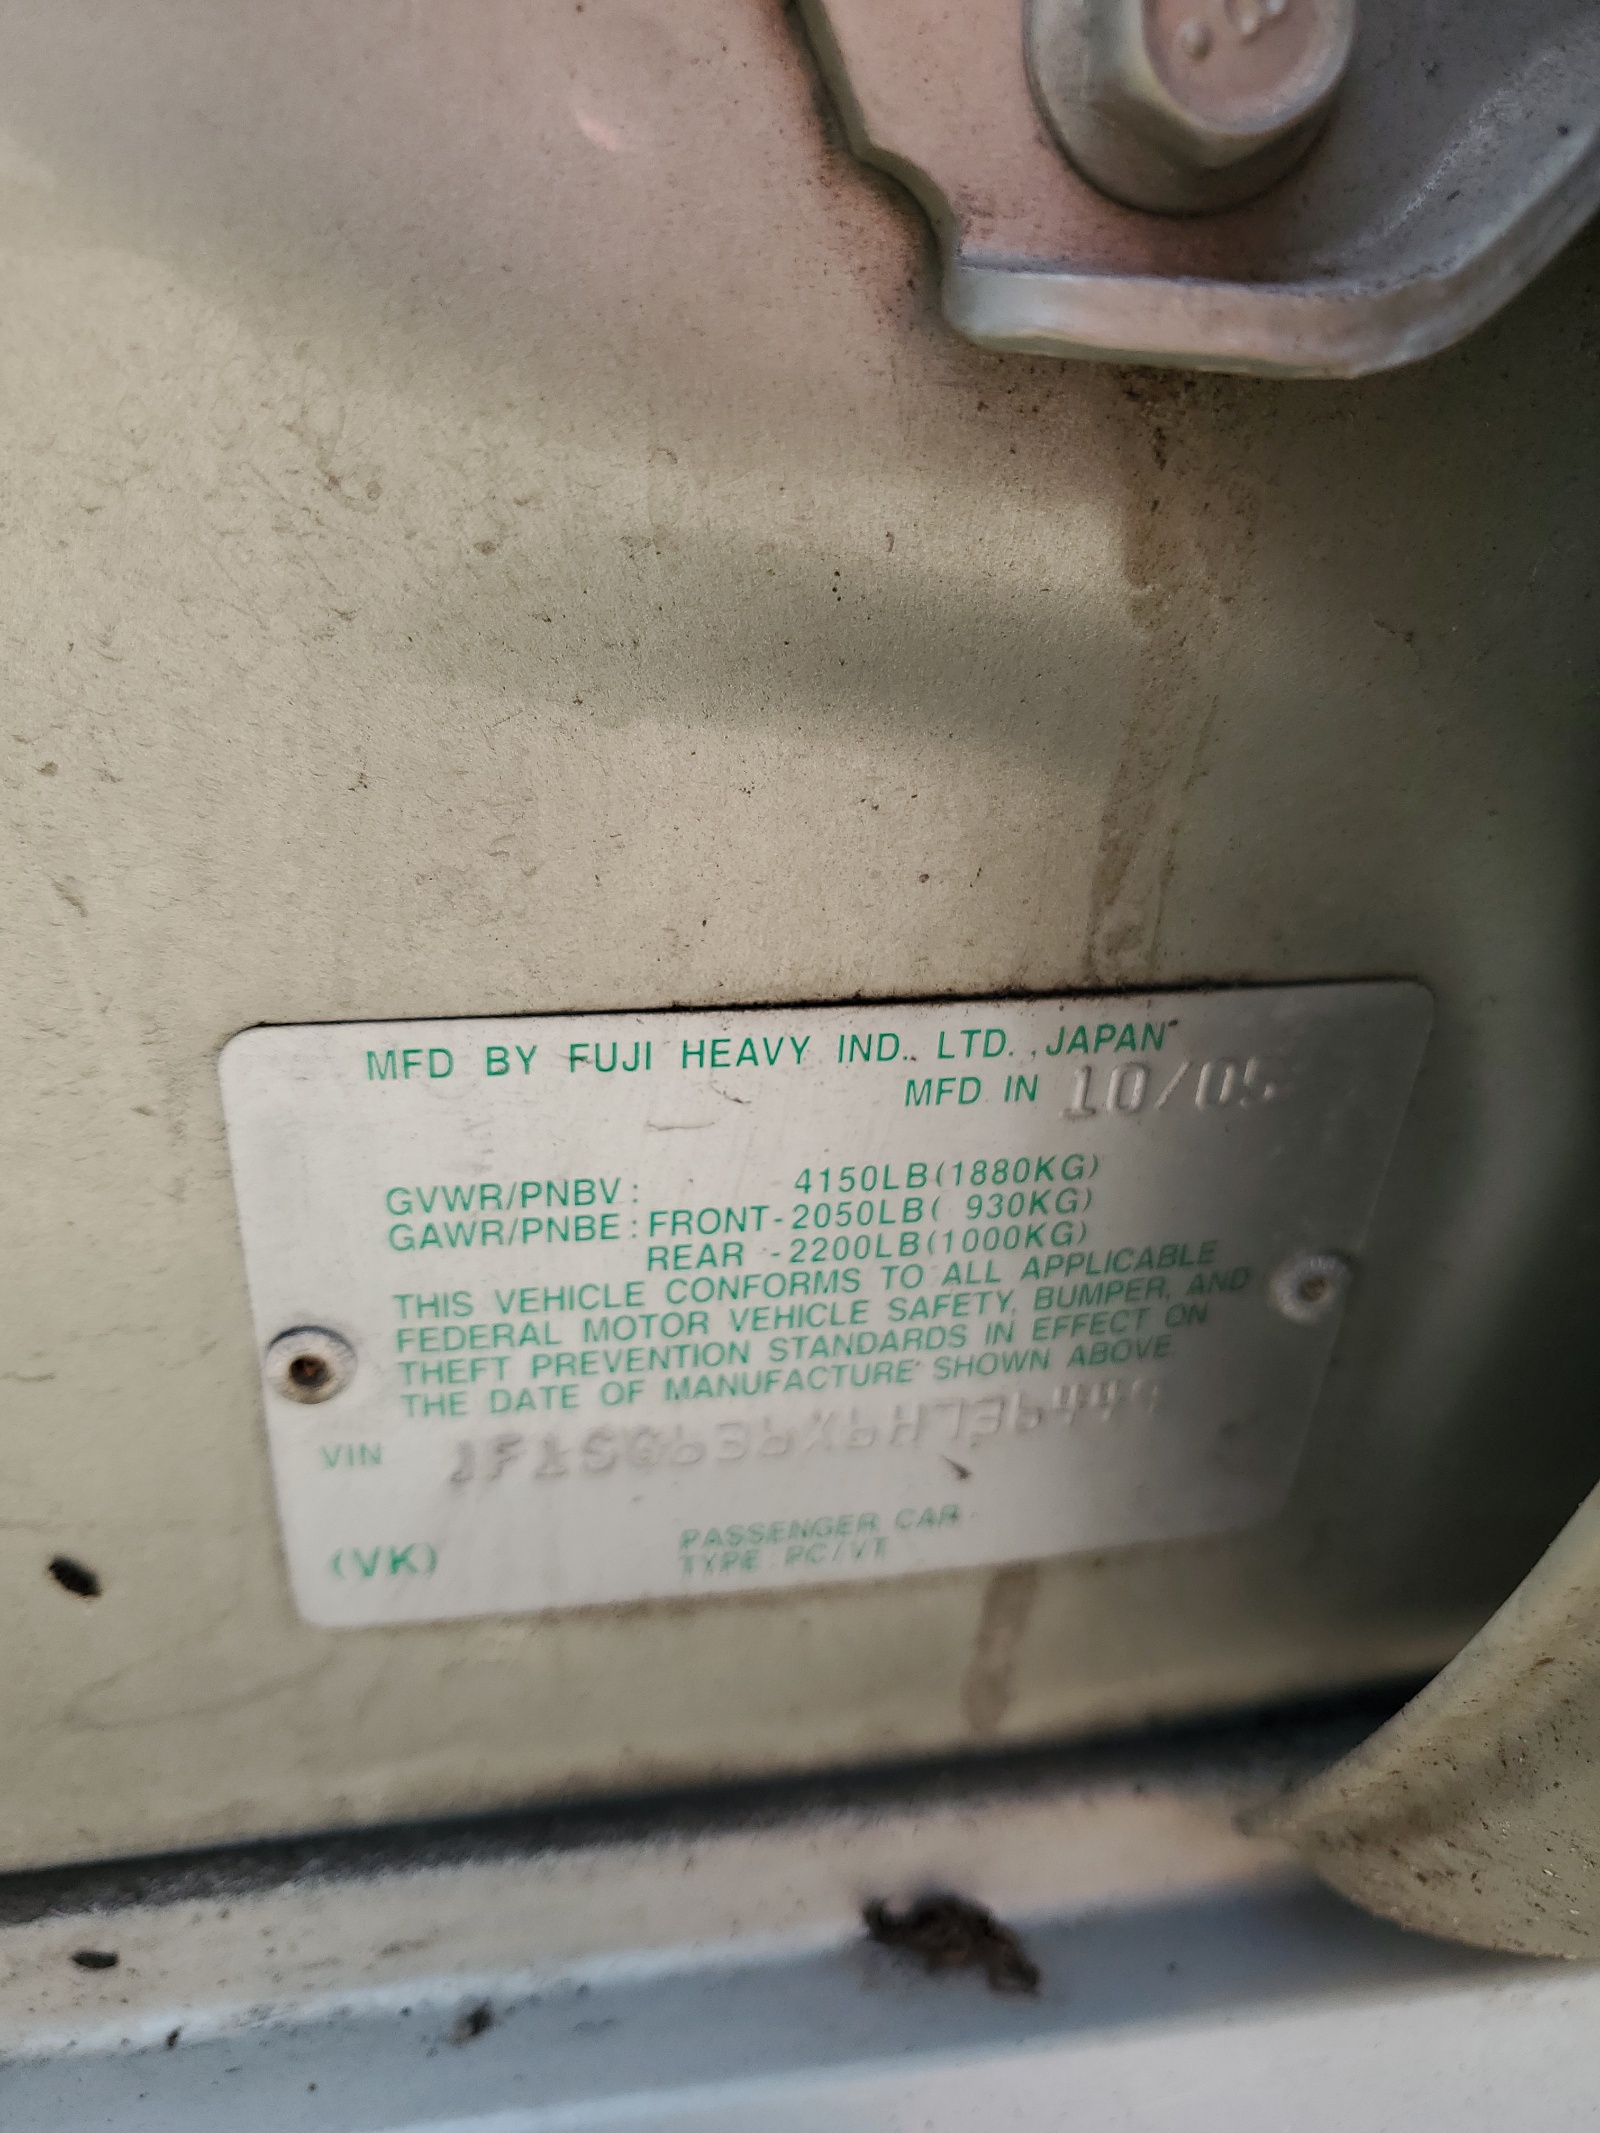 MFD BY FUJI HEAVY IND., LTD., JAPAN
MFD IN 10/05
GVWR/PNBV: 4150LB(1880KG)
GAWR/PNBE: FRONT-2050LB( 930KG)
REAR -2200LB(1000KG)
THIS VEHICLE CONFORMS TO ALL APPLICABLE
FEDERAL MOTOR VEHICLE SAFETY, BUMPER, AND
THEFT PREVENTION STANDARDS IN EFFECT ON
THE DATE OF MANUFACTURE SHOWN ABOVE
VIN
(VK)
PASSENGER CAR
TYPE: PC/VT